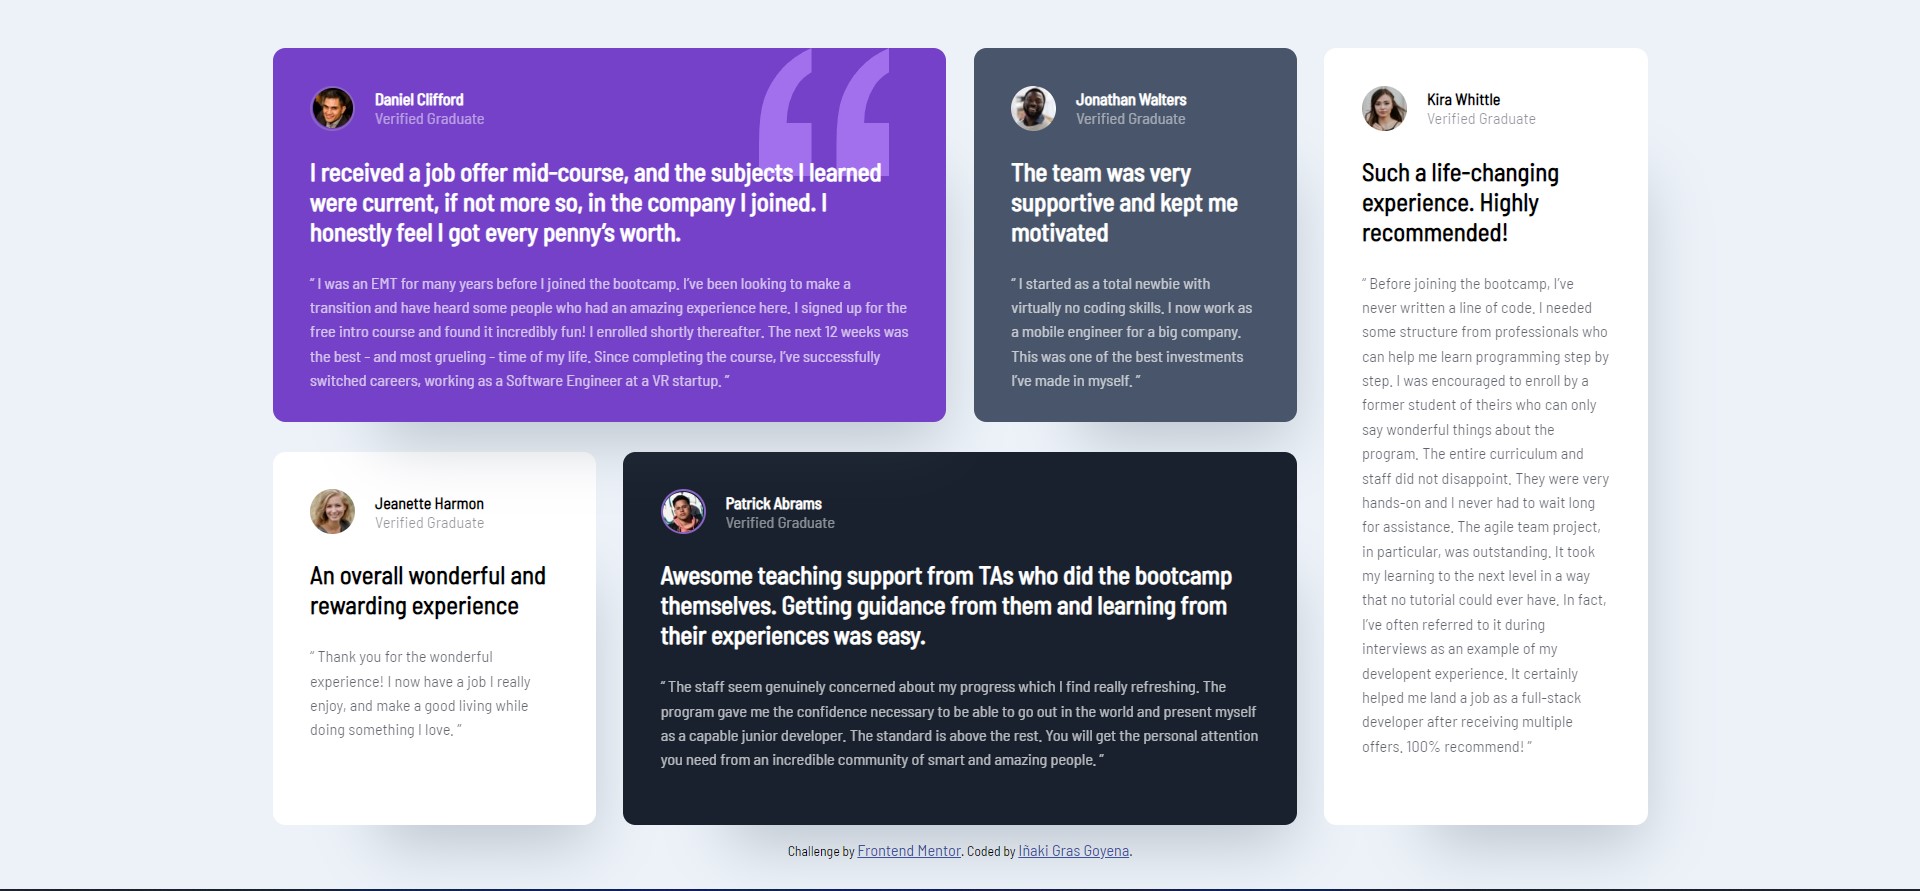 Daniel Clifford
Verified Graduate
I received a job offer mid-course, and the subjects I learned
were current, if not more so, in the company I joined. I
honestly feel I got every penny’s worth.
“ I was an EMT for many years before I joined the bootcamp. I’ve been looking to make a
transition and have heard some people who had an amazing experience here. I signed up for the
free intro course and found it incredibly fun! I enrolled shortly thereafter. The next 12 weeks was
the best - and most grueling - time of my life. Since completing the course, I’ve successfully
switched careers, working as a Software Engineer at a VR startup. ”
Jonathan Walters
Verified Graduate
The team was very
supportive and kept me
motivated
“ I started as a total newbie with
virtually no coding skills. I now work as
a mobile engineer for a big company.
This was one of the best investments
I’ve made in myself. ”
Kira Whittle
Verified Graduate
Such a life-changing
experience. Highly
recommended!
“ Before joining the bootcamp, I’ve
never written a line of code. I needed
some structure from professionals who
can help me learn programming step by
step. I was encouraged to enroll by a
former student of theirs who can only
say wonderful things about the
program. The entire curriculum and
staff did not disappoint. They were very
hands-on and I never had to wait long
for assistance. The agile team project,
in particular, was outstanding. It took
my learning to the next level in a way
that no tutorial could ever have. In fact,
I’ve often referred to it during
interviews as an example of my
developent experience. It certainly
helped me land a job as a full-stack
developer after receiving multiple
offers. 100% recommend! ”
Jeanette Harmon
Verified Graduate
An overall wonderful and
rewarding experience
“ Thank you for the wonderful
experience! I now have a job I really
enjoy, and make a good living while
doing something I love. ”
Patrick Abrams
Verified Graduate
Awesome teaching support from TAs who did the bootcamp
themselves. Getting guidance from them and learning from
their experiences was easy.
“ The staff seem genuinely concerned about my progress which I find really refreshing. The
program gave me the confidence necessary to be able to go out in the world and present myself
as a capable junior developer. The standard is above the rest. You will get the personal attention
you need from an incredible community of smart and amazing people. ”
Challenge by Frontend Mentor. Coded by Iñaki Gras Goyena.